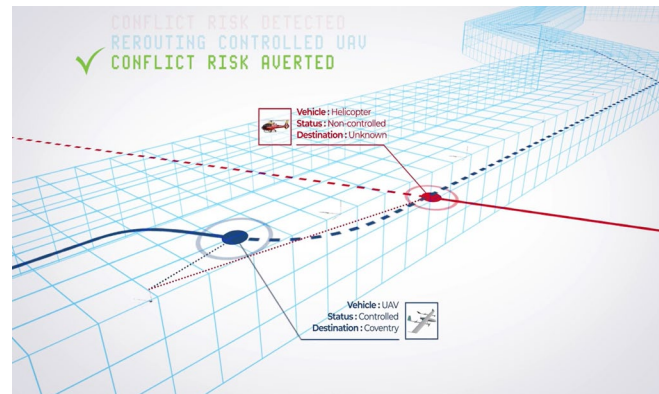 CONFLICT RISK DETECTED
REROUTING CONTROLLED UAV
CONFLICT RISK AVERTED
Vehicle : Helicopter
Status : Non-controlled
Destination : Unknown
Vehicle : UAV
Status : Controlled
Destination : Coventry